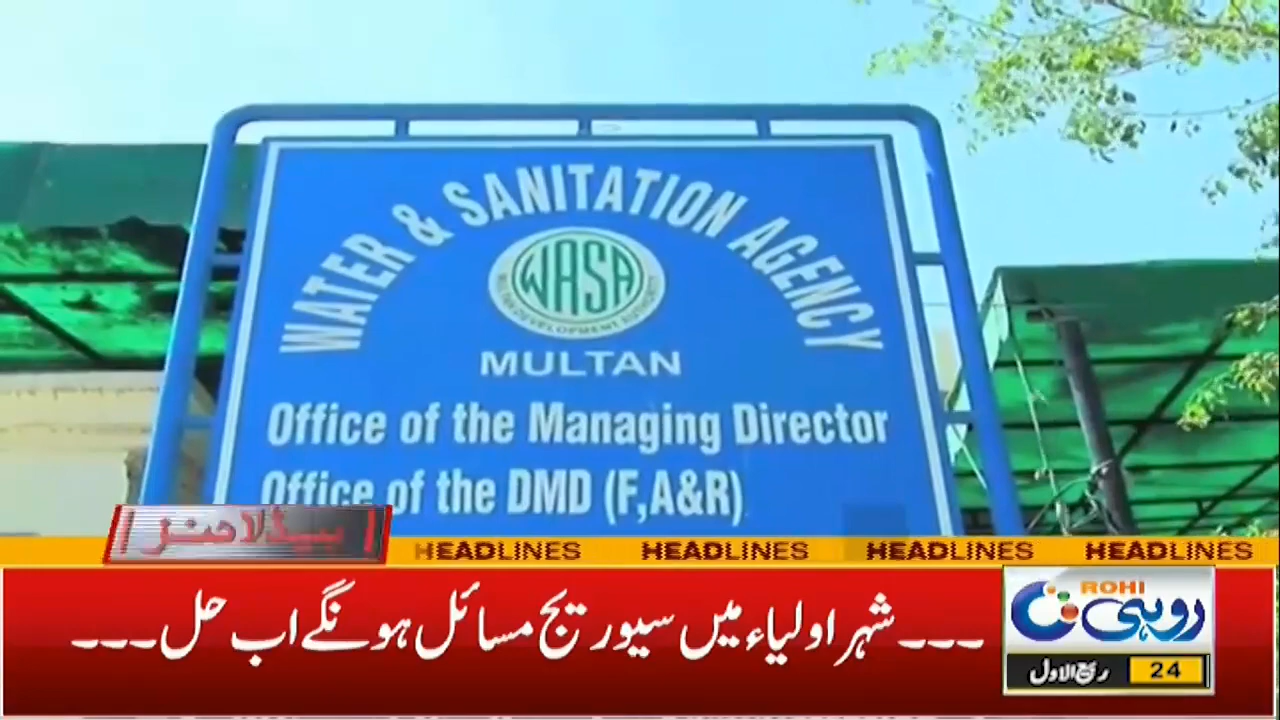 WATER & SANITATION AGENCY
WASA
MULTAN
Office of the Managing Director
Office of the DMD (F,A&R)
ہیڈلائنز
HEADLINES HEADLINES HEADLINES HEADLINES
۔۔۔ شہر اولیاء میں سیوریج مسائل ہونگے اب حل ۔۔۔
ROHI
روہی
24 ربیع الاول